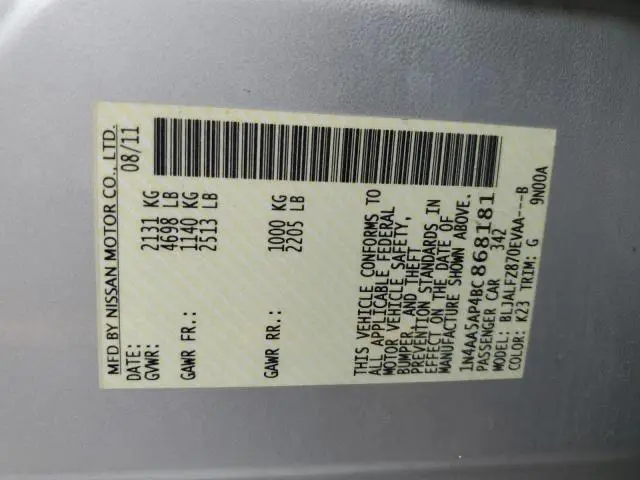 MFD BY NISSAN MOTOR CO., LTD.
DATE: 08/11
GVWR: 2131 KG
4698 LB
GAWR FR.: 1140 KG
2513 LB
GAWR RR.: 1000 KG
2205 LB
THIS VEHICLE CONFORMS TO
ALL APPLICABLE FEDERAL
MOTOR VEHICLE SAFETY,
BUMPER, AND THEFT
PREVENTION STANDARDS IN
EFFECT ON THE DATE OF
MANUFACTURE SHOWN ABOVE.
1N4AA5AP4BC868181
PASSENGER CAR 342
MODEL: BLJALF2870EVAA---B
COLOR: K23 TRIM: G 9N00A